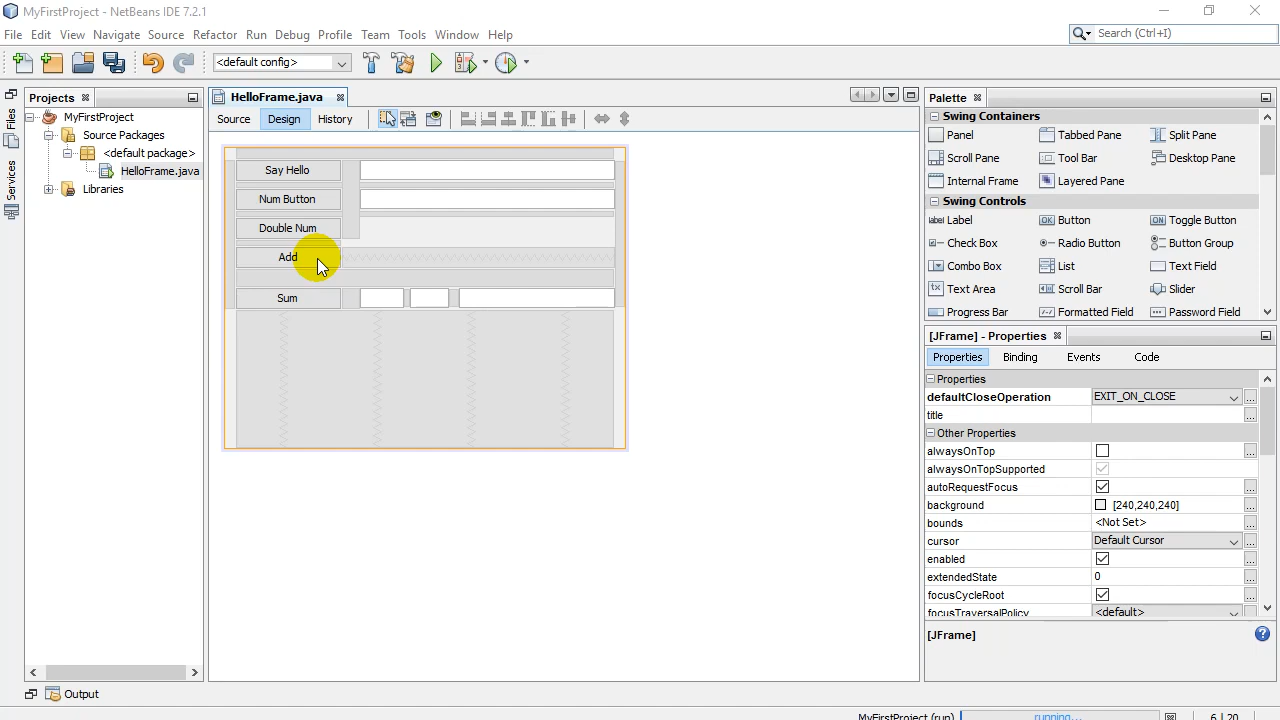 MyFirstProject - NetBeans IDE 7.2.1
File Edit View Navigate Source Refactor Run Debug Profile Team Tools Window Help
Search (Ctrl+I)
<default config>
Projects
HelloFrame.java
Palette
Files
Services
MyFirstProject
Source Packages
<default package>
HelloFrame.java
Libraries
Source Design History
Say Hello
Num Button
Double Num
Add
Sum
Swing Containers
Panel Tabbed Pane Split Pane
Scroll Pane Tool Bar Desktop Pane
Internal Frame Layered Pane
Swing Controls
label Label OK Button ON Toggle Button
Check Box Radio Button Button Group
Combo Box List Text Field
Text Area Scroll Bar Slider
Progress Bar Formatted Field Password Field
[JFrame] - Properties
Properties Binding Events Code
Properties
defaultCloseOperation EXIT_ON_CLOSE ...
title ...
Other Properties
alwaysOnTop ...
alwaysOnTopSupported
autoRequestFocus ...
background [240,240,240] ...
bounds <Not Set> ...
cursor Default Cursor ...
enabled ...
extendedState 0 ...
focusCycleRoot ...
focusTraversalPolicy <default> ...
[JFrame]
Output
MyFirstProject (run) running... 6 | 20